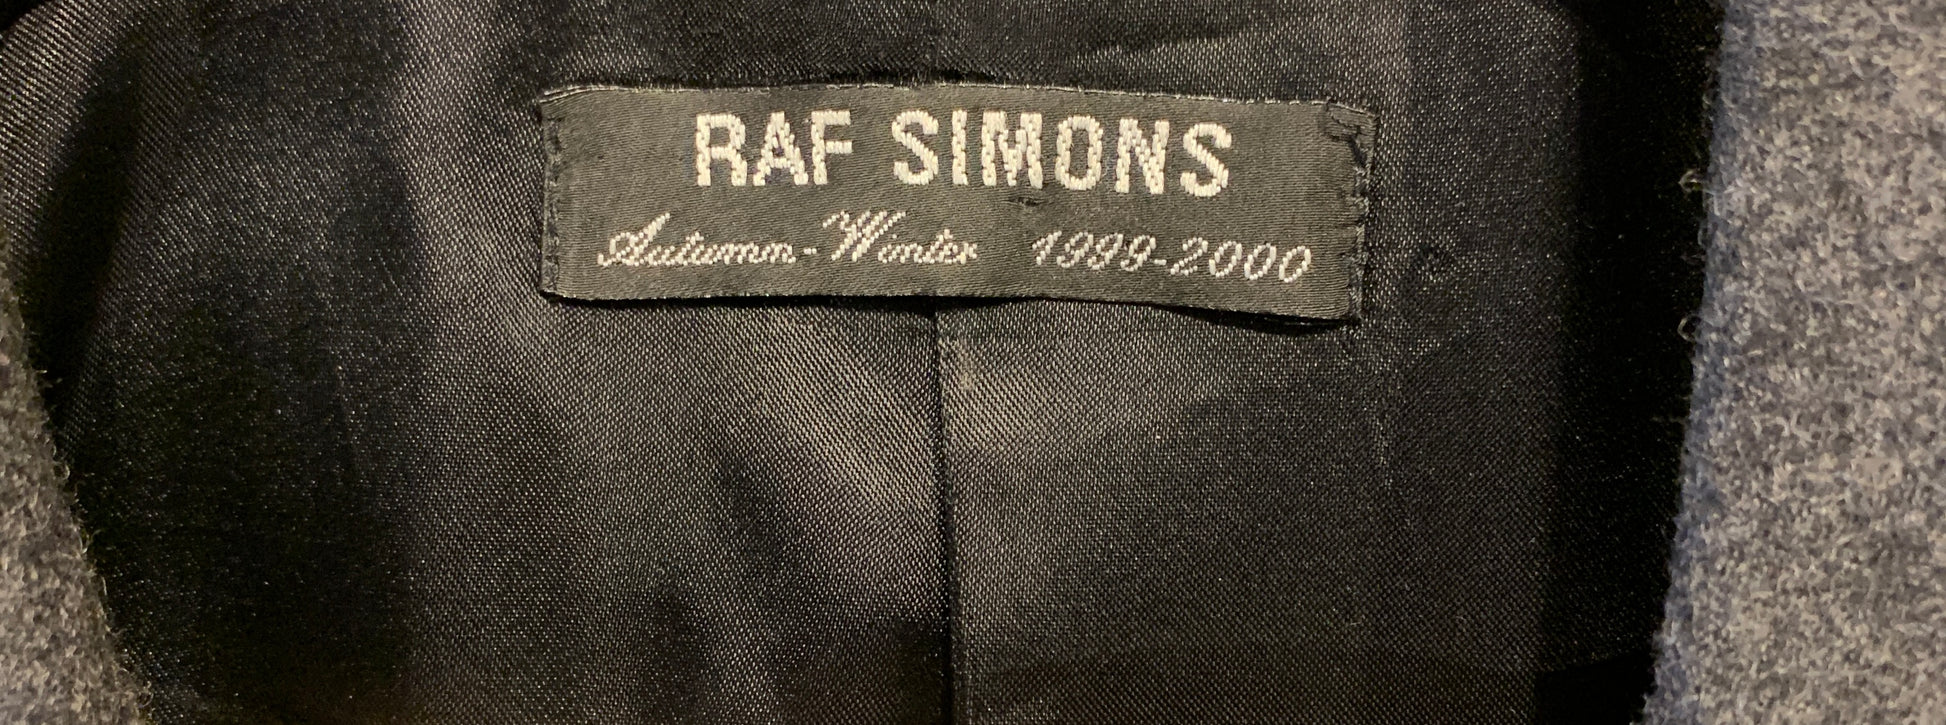 RAF SIMONS
Autumn-Winter 1999-2000